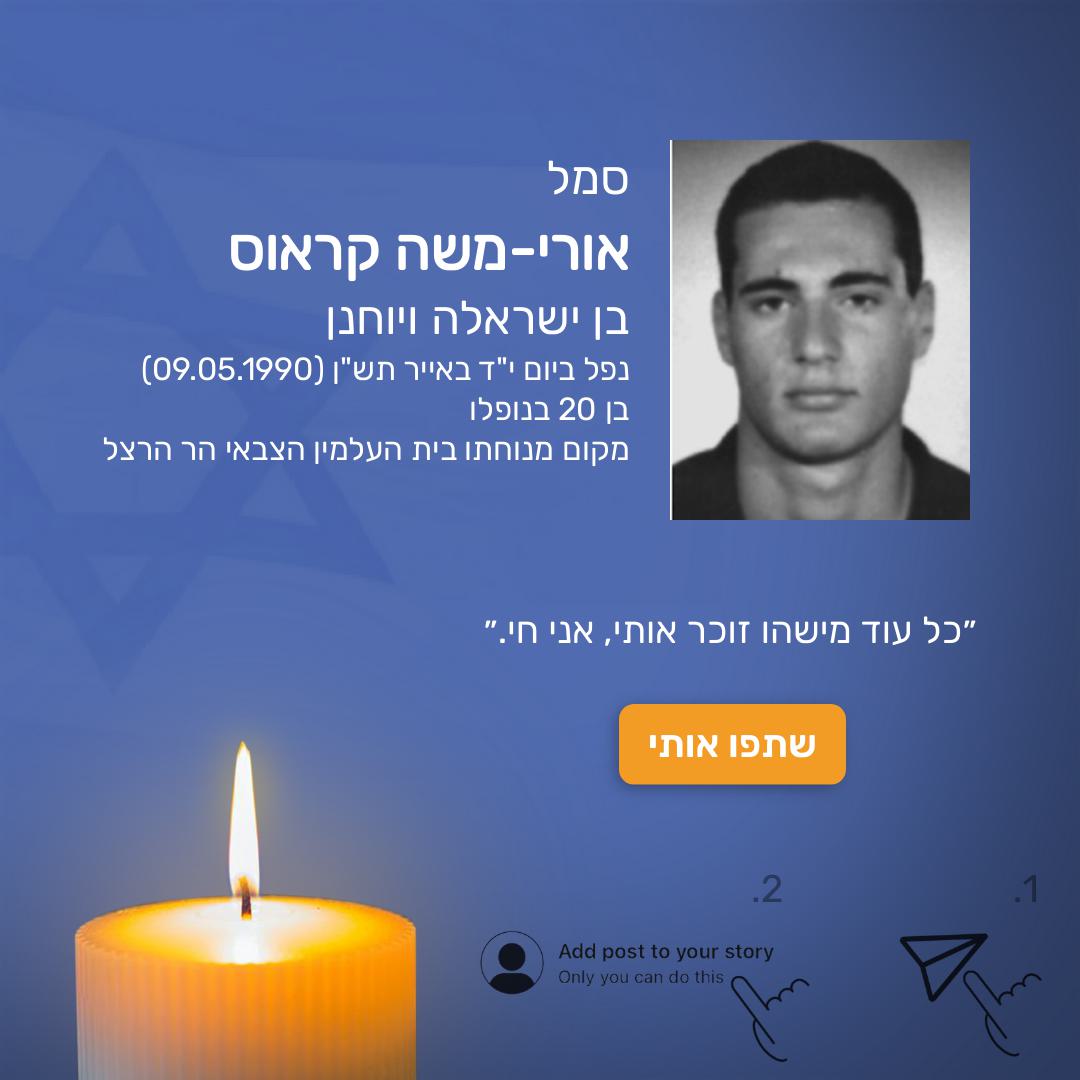 סמל
אורי-משה קראוס
בן ישראלה ויוחנן
נפל ביום י"ד באייר תש"ן (09.05.1990)
בן 20 בנופלו
מקום מנוחתו בית העלמין הצבאי הר הרצל
״כל עוד מישהו זוכר אותי, אני חי.״
שתפו אותי
1.
2.
Add post to your story
Only you can do this